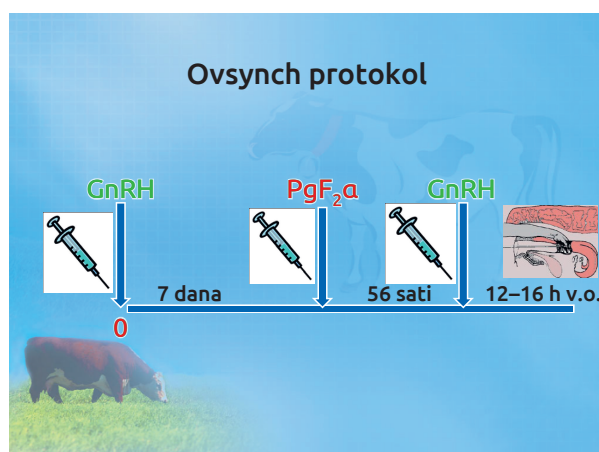 Ovsynch protokol
GnRH PgF₂α GnRH
7 dana 56 sati 12–16 h v.o.
0